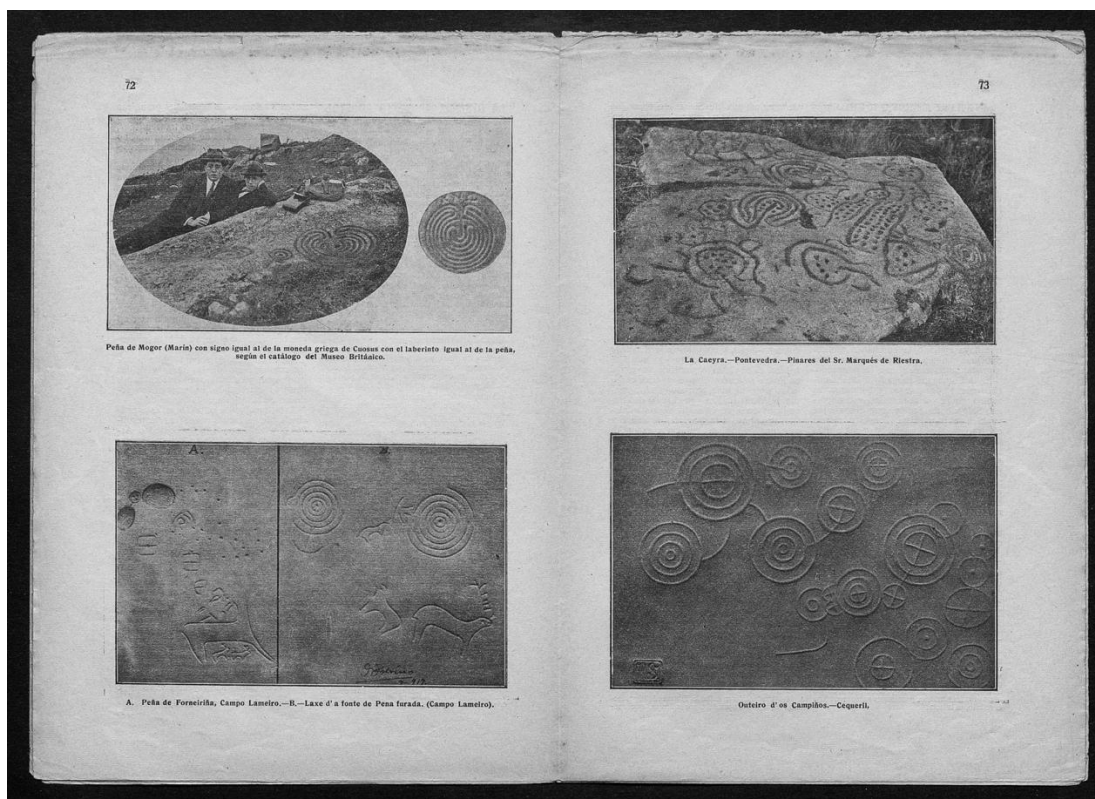 72
Peña de Mogor (Marín) con signo igual al de la moneda griega de Cuosus con el laberinto igual al de la peña,
según el catálogo del Museo Británico.
A. B.
A. Peña de Forneiriña, Campo Lameiro.—B.—Laxe d' a fonte de Pena furada. (Campo Lameiro).
73
La Caeyra.—Pontevedra.—Pinares del Sr. Marqués de Riestra.
Outeiro d' os Campiños.—Cequeril.